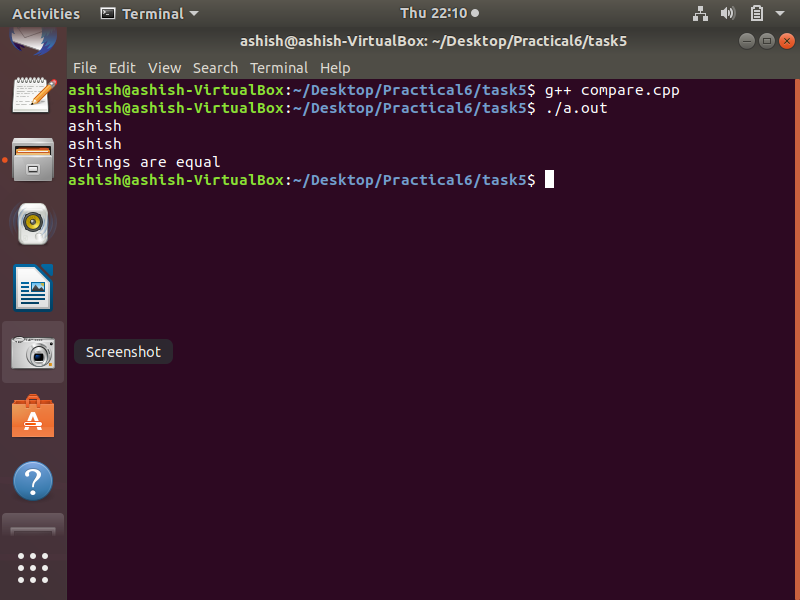 Activities Terminal Thu 22:10
ashish@ashish-VirtualBox: ~/Desktop/Practical6/task5
File Edit View Search Terminal Help
ashish@ashish-VirtualBox:~/Desktop/Practical6/task5$ g++ compare.cpp
ashish@ashish-VirtualBox:~/Desktop/Practical6/task5$ ./a.out
ashish
ashish
Strings are equal
ashish@ashish-VirtualBox:~/Desktop/Practical6/task5$
Screenshot